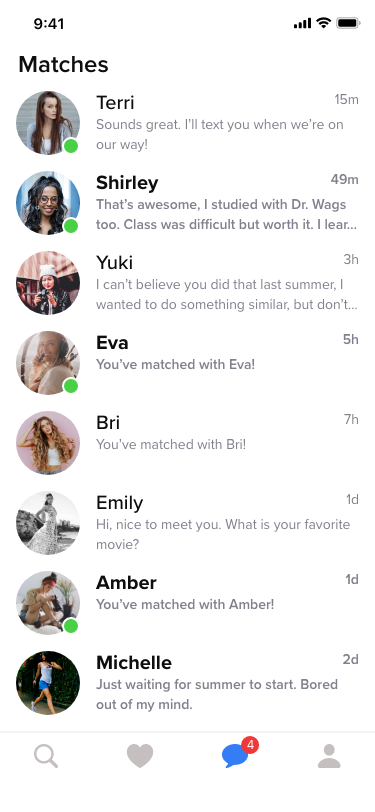 9:41
Matches
Terri
15m
Sounds great. I'll text you when we're on
our way!
Shirley
49m
That's awesome, I studied with Dr. Wags
too. Class was difficult but worth it. I lear...
Yuki
3h
I can't believe you did that last summer, I
wanted to do something similar, but don't...
Eva
5h
You've matched with Eva!
Bri
7h
You've matched with Bri!
Emily
1d
Hi, nice to meet you. What is your favorite
movie?
Amber
1d
You've matched with Amber!
Michelle
2d
Just waiting for summer to start. Bored
out of my mind.
4